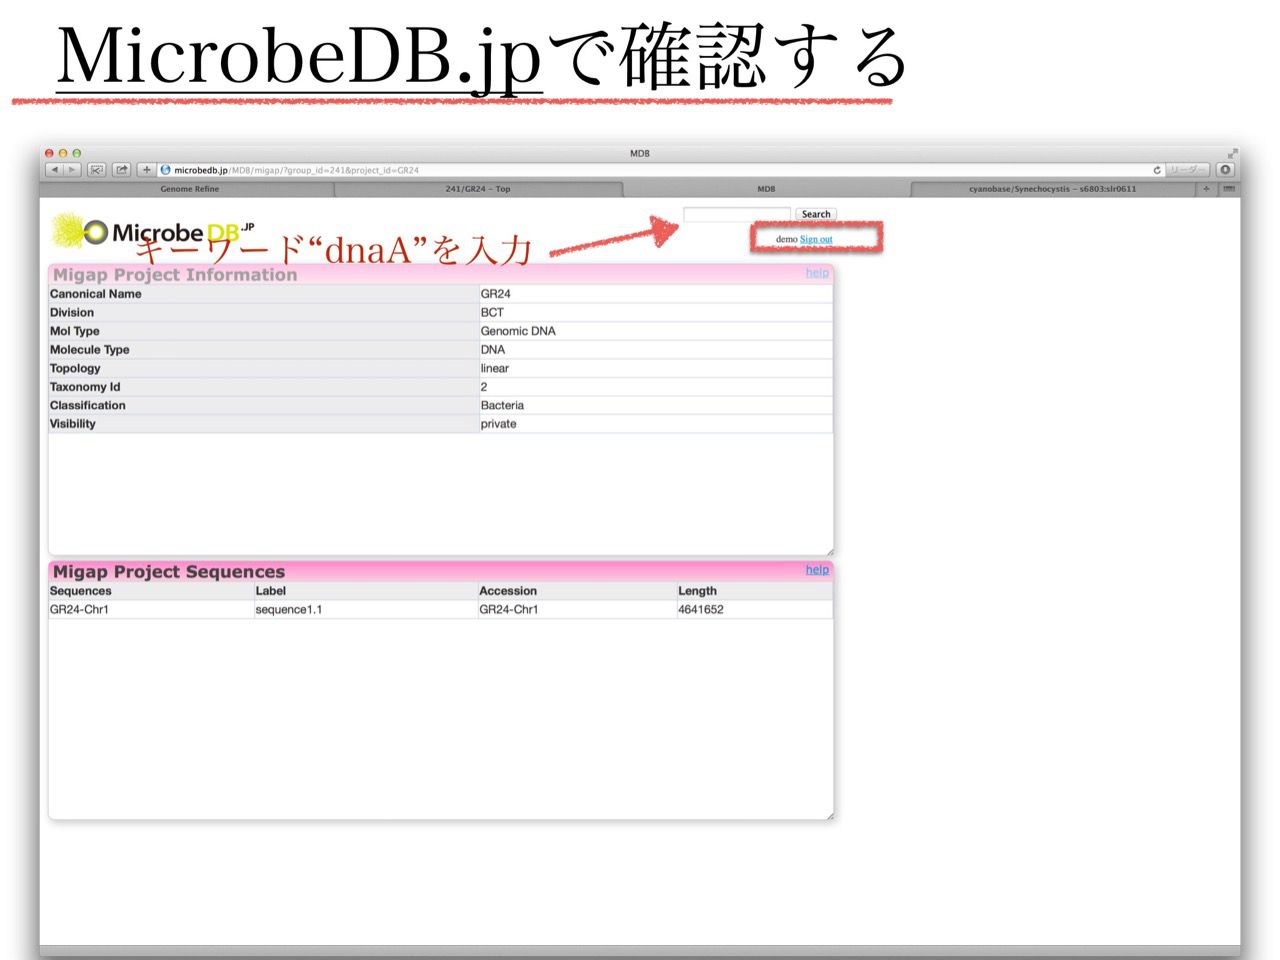 MicrobeDB.jpで確認する
MDB
microbedb.jp/MDB/migap/?group_id=241&project_id=GR24
リーダー
Genome Refine
241/GR24 - Top
MDB
cyanobase/Synechocystis - s6803:slr0611
Search
MicrobeDB.JP
キーワード“dnaA”を入力
demo Sign out
Migap Project Information help
Canonical Name GR24
Division BCT
Mol Type Genomic DNA
Molecule Type DNA
Topology linear
Taxonomy Id 2
Classification Bacteria
Visibility private
Migap Project Sequences help
Sequences Label Accession Length
GR24-Chr1 sequence1.1 GR24-Chr1 4641652